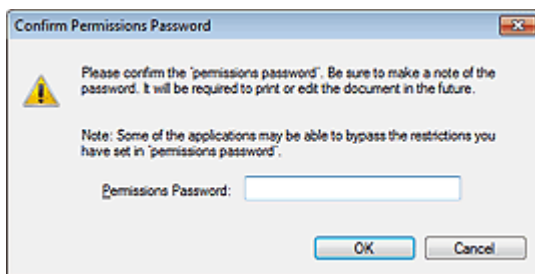 Confirm Permissions Password
Please confirm the "permissions password". Be sure to make a note of the
password. It will be required to print or edit the document in the future.
Note: Some of the applications may be able to bypass the restrictions you
have set in "permissions password".
Permissions Password:
OK Cancel